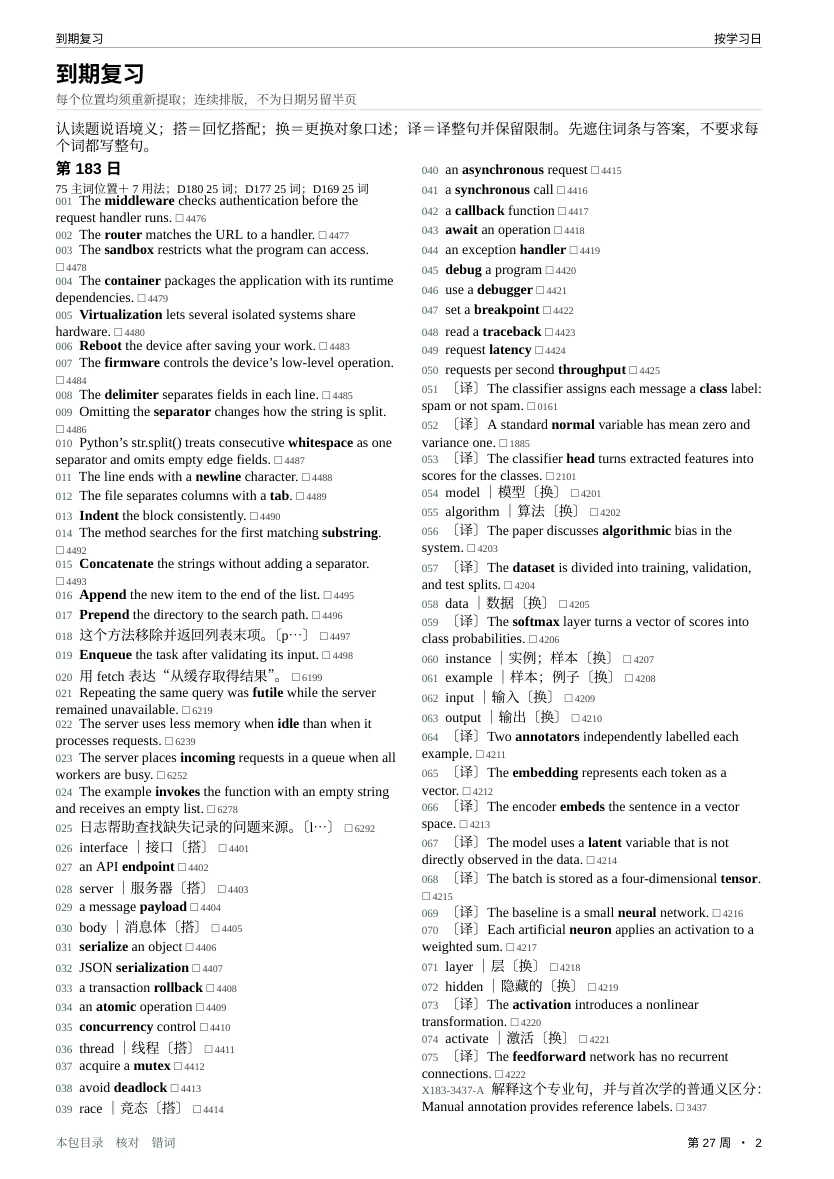 到期复习 按学习日
到期复习
每个位置均须重新提取；连续排版，不为日期另留半页
认读题说语境义；搭＝回忆搭配；换＝更换对象口述；译＝译整句并保留限制。先遮住词条与答案，不要求每
个词都写整句。
第 183 日
75 主词位置＋ 7 用法；D180 25 词；D177 25 词；D169 25 词
001 The middleware checks authentication before the
request handler runs. □ 4476
002 The router matches the URL to a handler. □ 4477
003 The sandbox restricts what the program can access.
□ 4478
004 The container packages the application with its runtime
dependencies. □ 4479
005 Virtualization lets several isolated systems share
hardware. □ 4480
006 Reboot the device after saving your work. □ 4483
007 The firmware controls the device’s low-level operation.
□ 4484
008 The delimiter separates fields in each line. □ 4485
009 Omitting the separator changes how the string is split.
□ 4486
010 Python’s str.split() treats consecutive whitespace as one
separator and omits empty edge fields. □ 4487
011 The line ends with a newline character. □ 4488
012 The file separates columns with a tab. □ 4489
013 Indent the block consistently. □ 4490
014 The method searches for the first matching substring.
□ 4492
015 Concatenate the strings without adding a separator.
□ 4493
016 Append the new item to the end of the list. □ 4495
017 Prepend the directory to the search path. □ 4496
018 这个方法移除并返回列表末项。〔p⋯〕 □ 4497
019 Enqueue the task after validating its input. □ 4498
020 用 fetch 表达“从缓存取得结果”。 □ 6199
021 Repeating the same query was futile while the server
remained unavailable. □ 6219
022 The server uses less memory when idle than when it
processes requests. □ 6239
023 The server places incoming requests in a queue when all
workers are busy. □ 6252
024 The example invokes the function with an empty string
and receives an empty list. □ 6278
025 日志帮助查找缺失记录的问题来源。〔l⋯〕 □ 6292
026 interface ｜接口〔搭〕 □ 4401
027 an API endpoint □ 4402
028 server ｜服务器〔搭〕 □ 4403
029 a message payload □ 4404
030 body ｜消息体〔搭〕 □ 4405
031 serialize an object □ 4406
032 JSON serialization □ 4407
033 a transaction rollback □ 4408
034 an atomic operation □ 4409
035 concurrency control □ 4410
036 thread ｜线程〔搭〕 □ 4411
037 acquire a mutex □ 4412
038 avoid deadlock □ 4413
039 race ｜竞态〔搭〕 □ 4414
040 an asynchronous request □ 4415
041 a synchronous call □ 4416
042 a callback function □ 4417
043 await an operation □ 4418
044 an exception handler □ 4419
045 debug a program □ 4420
046 use a debugger □ 4421
047 set a breakpoint □ 4422
048 read a traceback □ 4423
049 request latency □ 4424
050 requests per second throughput □ 4425
051 〔译〕The classifier assigns each message a class label:
spam or not spam. □ 0161
052 〔译〕A standard normal variable has mean zero and
variance one. □ 1885
053 〔译〕The classifier head turns extracted features into
scores for the classes. □ 2101
054 model ｜模型〔换〕 □ 4201
055 algorithm ｜算法〔换〕 □ 4202
056 〔译〕The paper discusses algorithmic bias in the
system. □ 4203
057 〔译〕The dataset is divided into training, validation,
and test splits. □ 4204
058 data ｜数据〔换〕 □ 4205
059 〔译〕The softmax layer turns a vector of scores into
class probabilities. □ 4206
060 instance ｜实例；样本〔换〕 □ 4207
061 example ｜样本；例子〔换〕 □ 4208
062 input ｜输入〔换〕 □ 4209
063 output ｜输出〔换〕 □ 4210
064 〔译〕Two annotators independently labelled each
example. □ 4211
065 〔译〕The embedding represents each token as a
vector. □ 4212
066 〔译〕The encoder embeds the sentence in a vector
space. □ 4213
067 〔译〕The model uses a latent variable that is not
directly observed in the data. □ 4214
068 〔译〕The batch is stored as a four-dimensional tensor.
□ 4215
069 〔译〕The baseline is a small neural network. □ 4216
070 〔译〕Each artificial neuron applies an activation to a
weighted sum. □ 4217
071 layer ｜层〔换〕 □ 4218
072 hidden ｜隐藏的〔换〕 □ 4219
073 〔译〕The activation introduces a nonlinear
transformation. □ 4220
074 activate ｜激活〔换〕 □ 4221
075 〔译〕The feedforward network has no recurrent
connections. □ 4222
X183-3437-A 解释这个专业句，并与首次学的普通义区分：
Manual annotation provides reference labels. □ 3437
本包目录 核对 错词 第 27 周 · 2